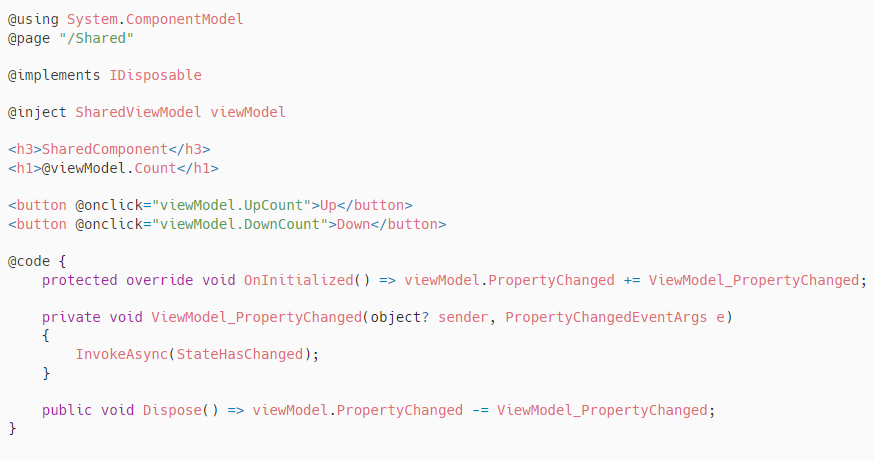 @using System.ComponentModel
@page "/Shared"
@implements IDisposable
@inject SharedViewModel viewModel
<h3>SharedComponent</h3>
<h1>@viewModel.Count</h1>
<button @onclick="viewModel.UpCount">Up</button>
<button @onclick="viewModel.DownCount">Down</button>
@code {
    protected override void OnInitialized() => viewModel.PropertyChanged += ViewModel_PropertyChanged;
    private void ViewModel_PropertyChanged(object? sender, PropertyChangedEventArgs e)
    {
        InvokeAsync(StateHasChanged);
    }
    public void Dispose() => viewModel.PropertyChanged -= ViewModel_PropertyChanged;
}